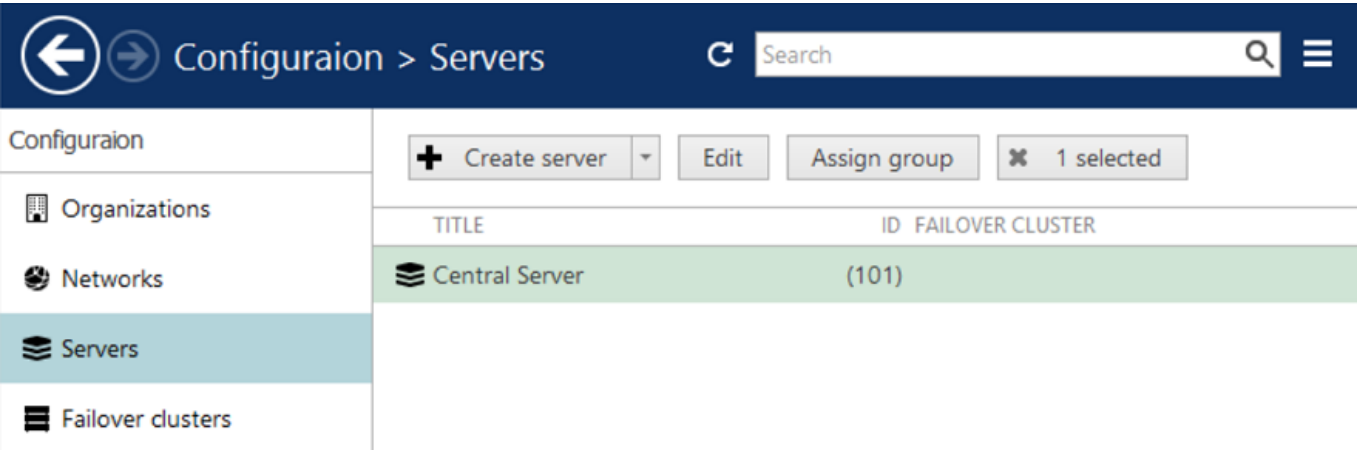 Configuraion > Servers
Search
Configuraion
Organizations
Networks
Servers
Failover clusters
Create server
Edit
Assign group
1 selected
TITLE ID FAILOVER CLUSTER
Central Server (101)